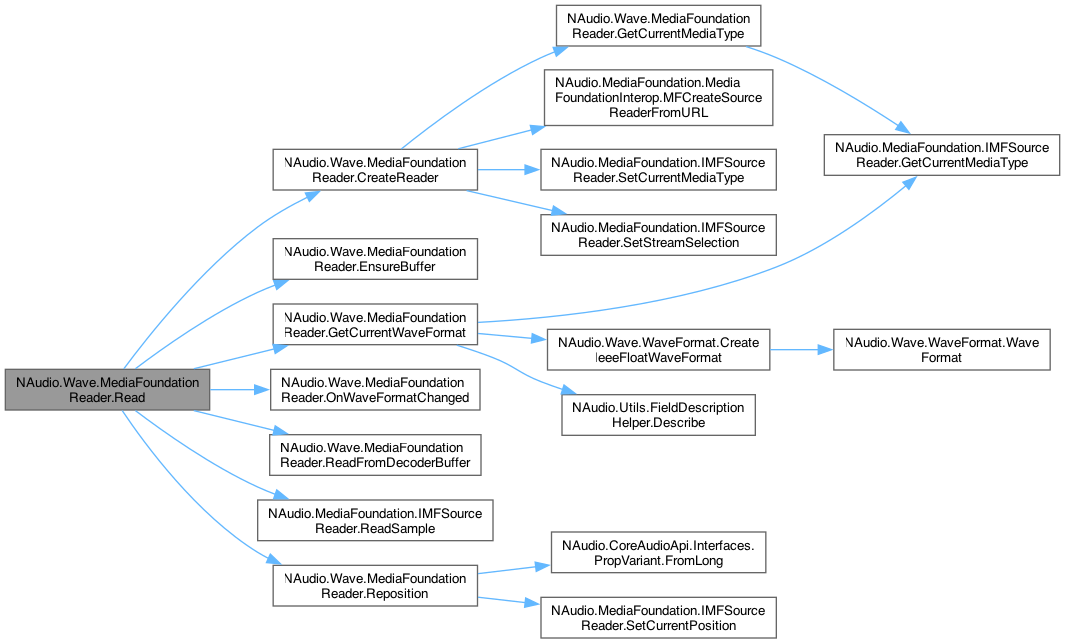 NAudio.Wave.MediaFoundation
Reader.Read
NAudio.Wave.MediaFoundation
Reader.CreateReader
NAudio.Wave.MediaFoundation
Reader.EnsureBuffer
NAudio.Wave.MediaFoundation
Reader.GetCurrentWaveFormat
NAudio.Wave.MediaFoundation
Reader.OnWaveFormatChanged
NAudio.Wave.MediaFoundation
Reader.ReadFromDecoderBuffer
NAudio.MediaFoundation.IMFSource
Reader.ReadSample
NAudio.Wave.MediaFoundation
Reader.Reposition
NAudio.Wave.MediaFoundation
Reader.GetCurrentMediaType
NAudio.MediaFoundation.Media
FoundationInterop.MFCreateSource
ReaderFromURL
NAudio.MediaFoundation.IMFSource
Reader.SetCurrentMediaType
NAudio.MediaFoundation.IMFSource
Reader.SetStreamSelection
NAudio.Wave.WaveFormat.Create
IeeeFloatWaveFormat
NAudio.Utils.FieldDescription
Helper.Describe
NAudio.CoreAudioApi.Interfaces.
PropVariant.FromLong
NAudio.MediaFoundation.IMFSource
Reader.SetCurrentPosition
NAudio.MediaFoundation.IMFSource
Reader.GetCurrentMediaType
NAudio.Wave.WaveFormat.Wave
Format